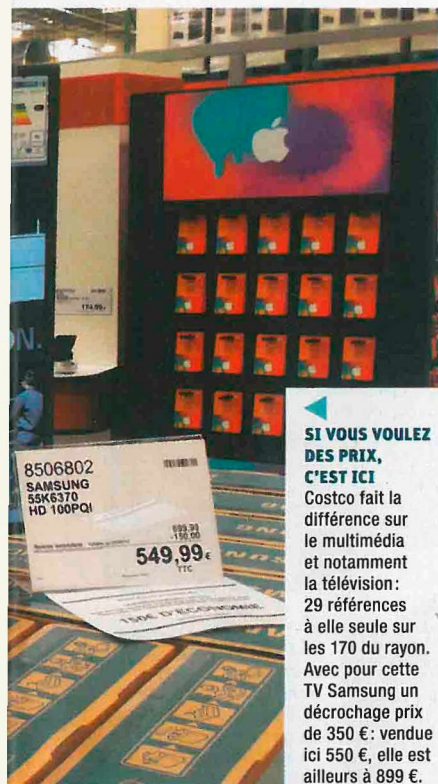 174,99
N.
8506802
SAMSUNG
55K6370
HD 100PQI
699.99
-150.00
549,99€
TTC
150€ D'ECONOMIE
SI VOUS VOULEZ
DES PRIX,
C'EST ICI
Costco fait la
différence sur
le multimédia
et notamment
la télévision :
29 références
à elle seule sur
les 170 du rayon.
Avec pour cette
TV Samsung un
décrochage prix
de 350 € : vendue
ici 550 €, elle est
ailleurs à 899 €.